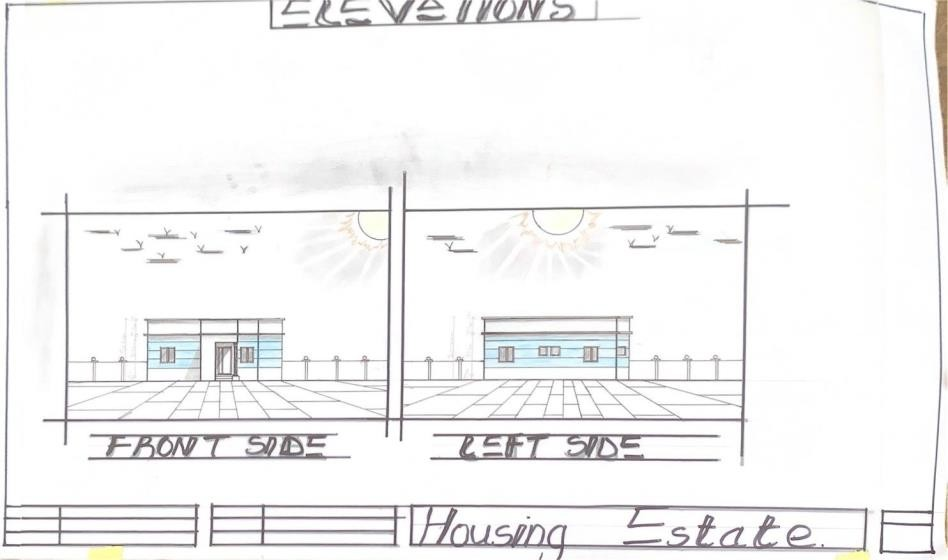 ELEVATIONS
FRONT SIDE
LEFT SIDE
Housing Estate.